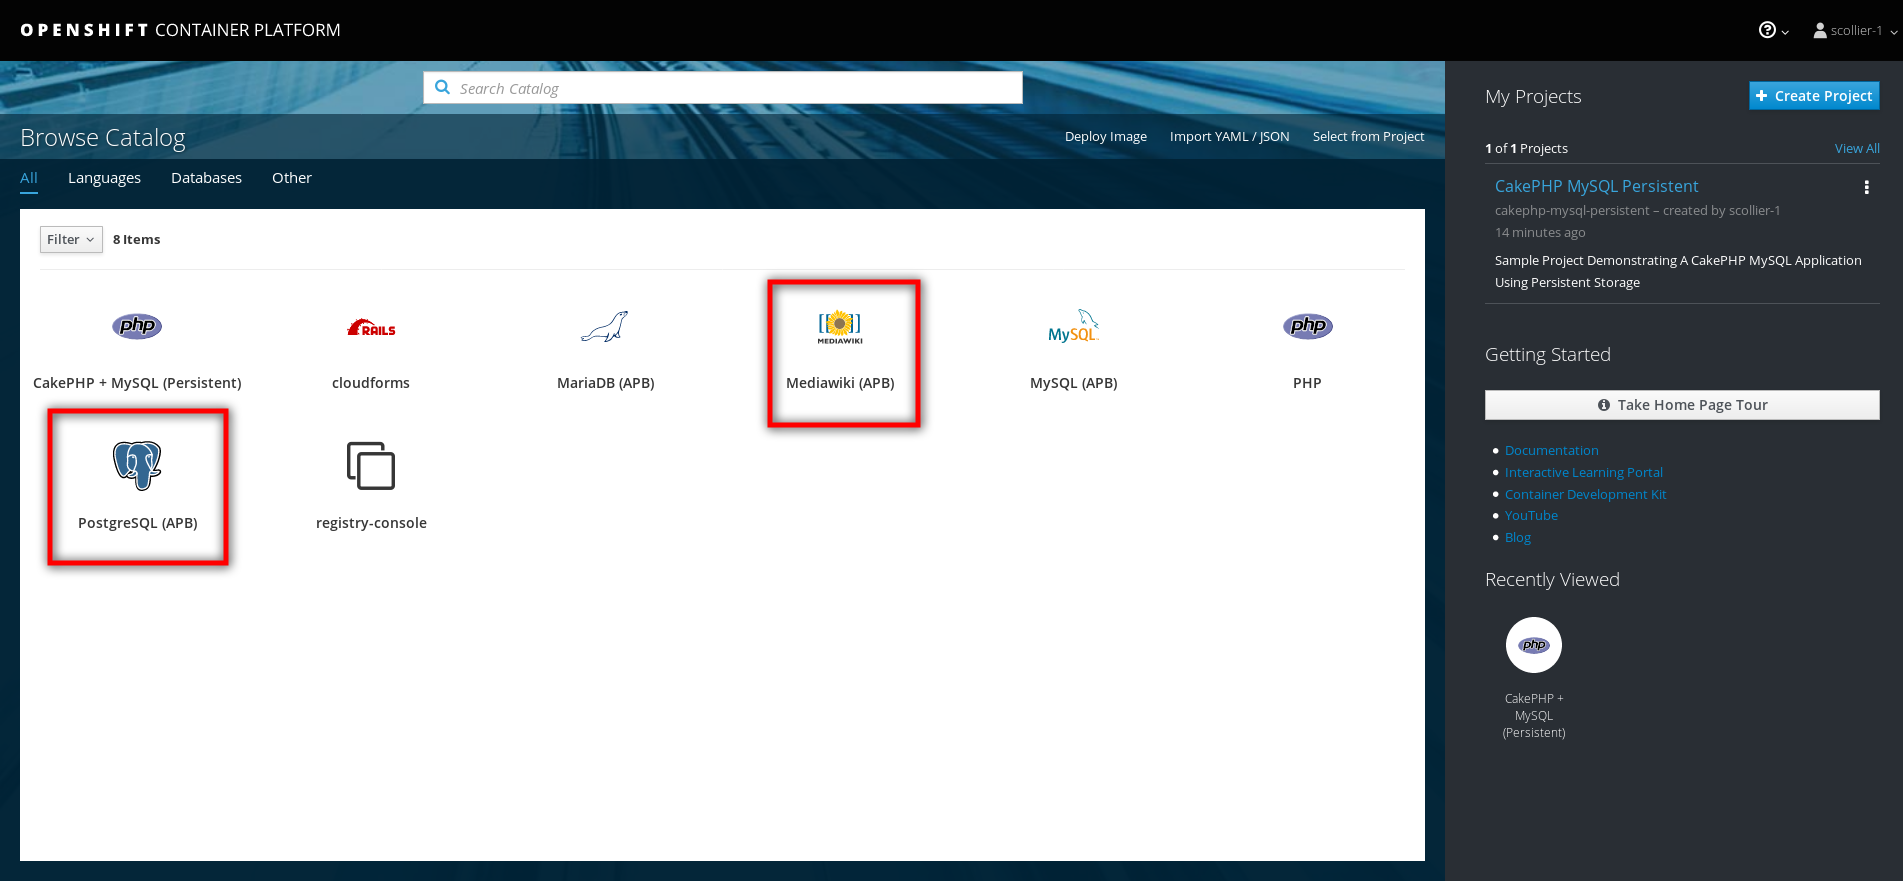 OPENSHIFT CONTAINER PLATFORM
scollier-1
Search Catalog
Browse Catalog
Deploy Image Import YAML / JSON Select from Project
All Languages Databases Other
Filter 8 Items
php RAILS MEDIAWIKI MySQL php
CakePHP + MySQL (Persistent) cloudforms MariaDB (APB) Mediawiki (APB) MySQL (APB) PHP
PostgreSQL (APB) registry-console
My Projects
+ Create Project
1 of 1 Projects View All
CakePHP MySQL Persistent
cakephp-mysql-persistent – created by scollier-1
14 minutes ago
Sample Project Demonstrating A CakePHP MySQL Application
Using Persistent Storage
Getting Started
Take Home Page Tour
Documentation
Interactive Learning Portal
Container Development Kit
YouTube
Blog
Recently Viewed
php
CakePHP +
MySQL
(Persistent)